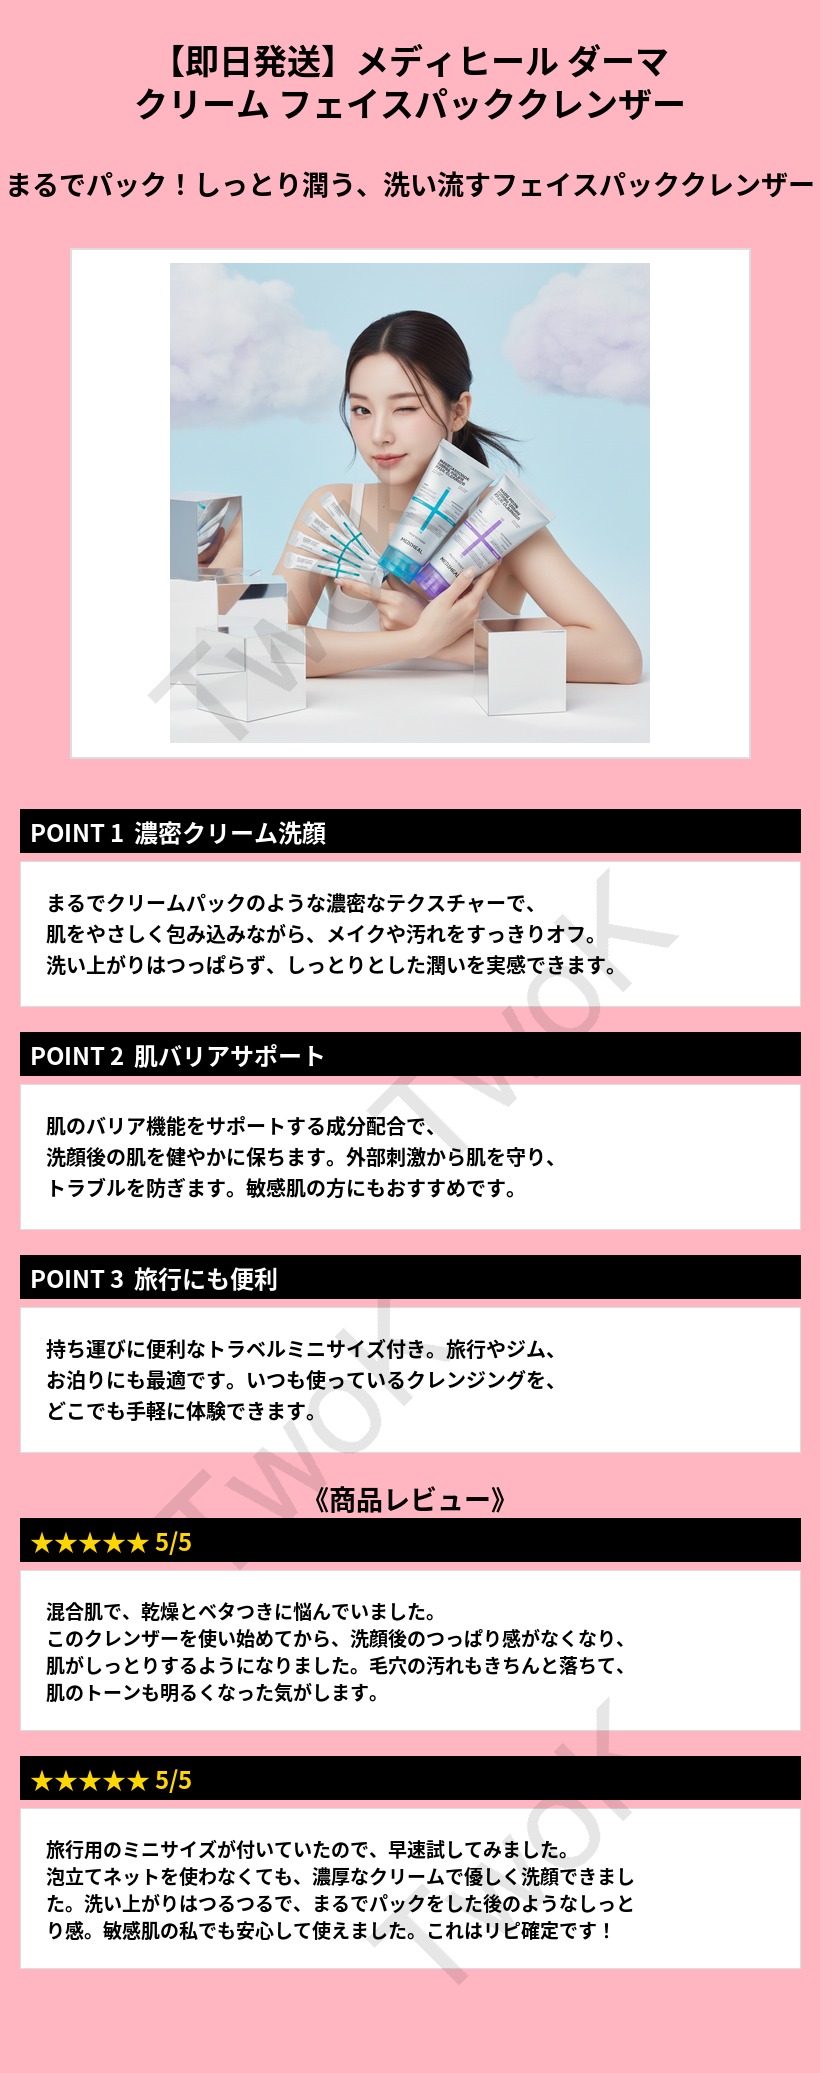 【即日発送】メディヒール ダーマ
クリーム フェイスパッククレンザー
まるでパック！しっとり潤う、洗い流すフェイスパッククレンザー
MEDIHEAL
MEDIHEAL
POINT 1 濃密クリーム洗顔
まるでクリームパックのような濃密なテクスチャーで、
肌をやさしく包み込みながら、メイクや汚れをすっきりオフ。
洗い上がりはつっぱらず、しっとりとした潤いを実感できます。
POINT 2 肌バリアサポート
肌のバリア機能をサポートする成分配合で、
洗顔後の肌を健やかに保ちます。外部刺激から肌を守り、
トラブルを防ぎます。敏感肌の方にもおすすめです。
POINT 3 旅行にも便利
持ち運びに便利なトラベルミニサイズ付き。旅行やジム、
お泊りにも最適です。いつも使っているクレンジングを、
どこでも手軽に体験できます。
《商品レビュー》
★★★★★ 5/5
混合肌で、乾燥とベタつきに悩んでいました。
このクレンザーを使い始めてから、洗顔後のつっぱり感がなくなり、
肌がしっとりするようになりました。毛穴の汚れもきちんと落ちて、
肌のトーンも明るくなった気がします。
★★★★★ 5/5
旅行用のミニサイズが付いていたので、早速試してみました。
泡立てネットを使わなくても、濃厚なクリームで優しく洗顔できまし
た。洗い上がりはつるつるで、まるでパックをした後のようなしっと
り感。敏感肌の私でも安心して使えました。これはリピ確定です！
TwoK
TwoK
TwoK
TwoK